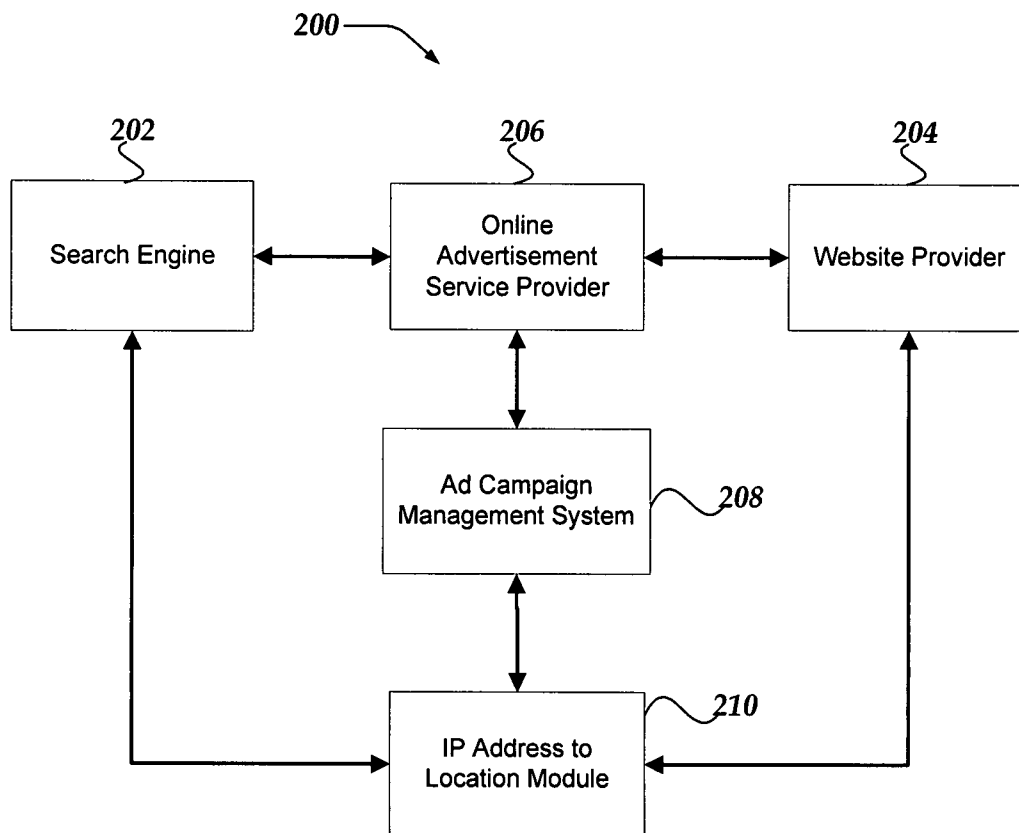 200
202
206
204
Search Engine
Online
Advertisement
Service Provider
Website Provider
Ad Campaign
Management System
208
210
IP Address to
Location Module